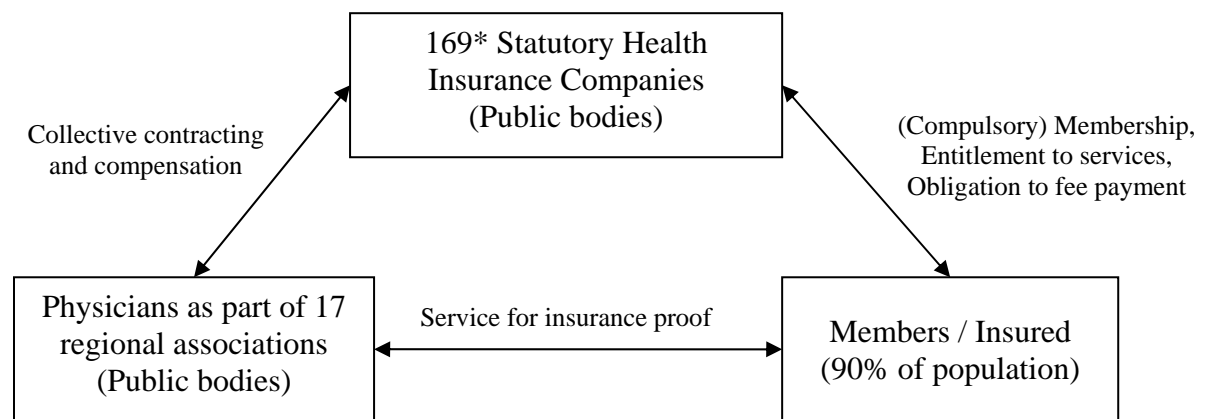 169* Statutory Health
Insurance Companies
(Public bodies)
Collective contracting
and compensation
(Compulsory) Membership,
Entitlement to services,
Obligation to fee payment
Physicians as part of 17
regional associations
(Public bodies)
Service for insurance proof
Members / Insured
(90% of population)